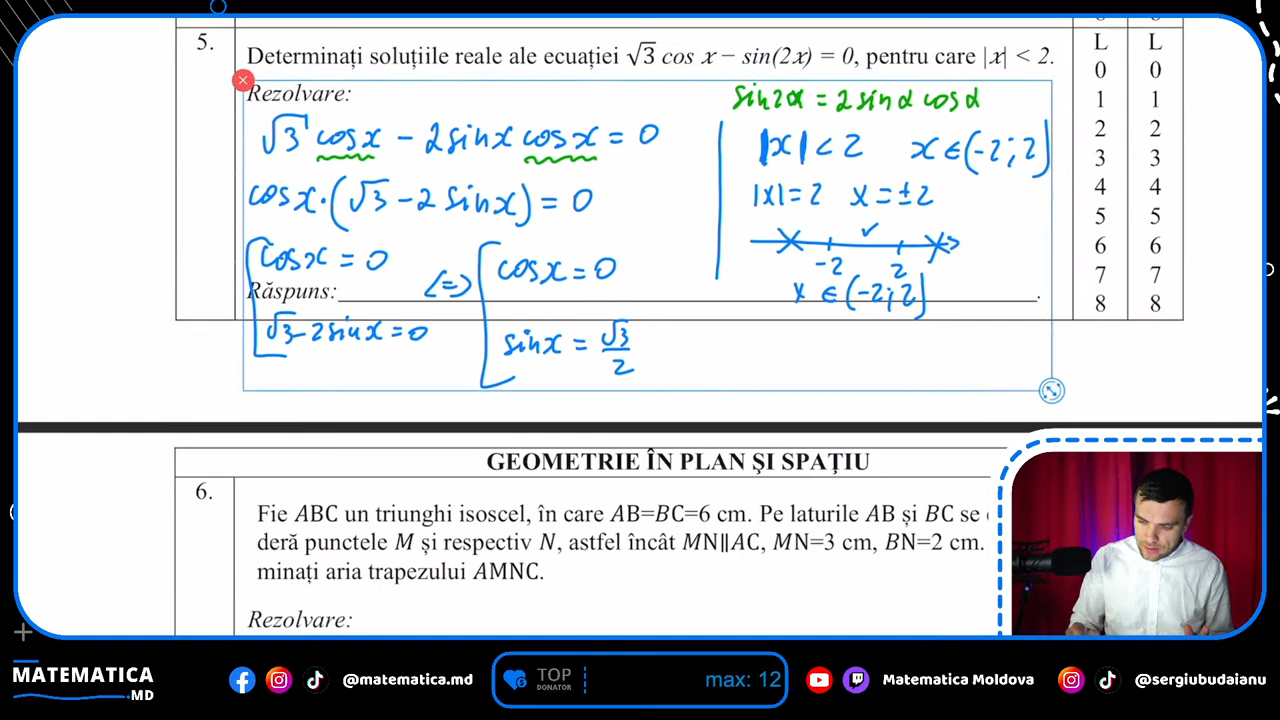 5.
Determinați soluțiile reale ale ecuației √3 cos x − sin(2x) = 0, pentru care |x| < 2.
Rezolvare:
sin2α = 2sinα cosα
√3 cosx − 2sinx cosx = 0
|x| < 2 x∈(-2;2)
cosx·(√3 − 2 sinx) = 0
|x|=2 x=±2
-2 2
x ∈(-2;2)
cosx = 0
√3-2sinx=0
<=>
cosx=0
sinx = √3/2
Răspuns: .
L L
0 0
1 1
2 2
3 3
4 4
5 5
6 6
7 7
8 8
GEOMETRIE ÎN PLAN ŞI SPAŢIU
6.
Fie ABC un triunghi isoscel, în care AB=BC=6 cm. Pe laturile AB și BC se
deră punctele M și respectiv N, astfel încât MN∥AC, MN=3 cm, BN=2 cm.
minați aria trapezului AMNC.
Rezolvare:
MATEMATICA
.MD
@matematica.md
TOP
DONATOR
max: 12
Matematica Moldova
@sergiubudaianu